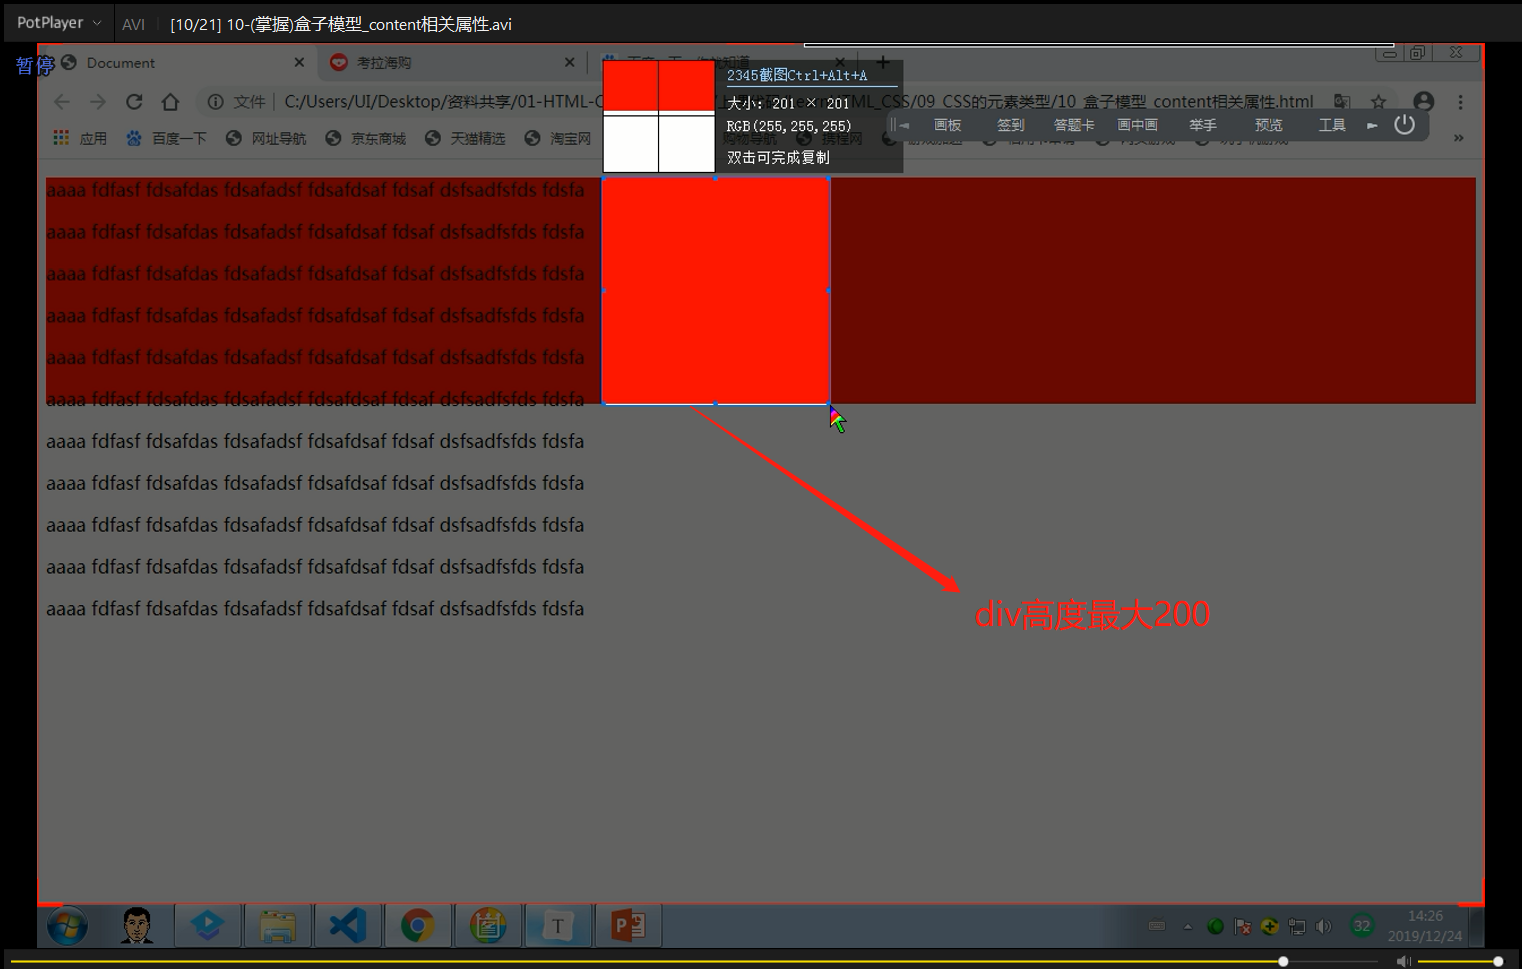 PotPlayer
AVI
[10/21] 10-(掌握)盒子模型_content相关属性.avi
暂停
Document
考拉海购
2345截图Ctrl+Alt+A
大小: 201 × 201
RGB(255,255,255)
双击可完成复制
文件
C:/Users/UI/Desktop/资料共享/01-HTML-C
HTML_CSS/09_CSS的元素类型/10_盒子模型_content相关属性.html
画板
签到
答题卡
画中画
举手
预览
工具
应用
百度一下
网址导航
京东商城
天猫精选
淘宝网
购物导航
携程网
aaaa fdfasf fdsafdas fdsafadsf fdsafdsaf fdsaf dsfsadfsfds fdsfa
aaaa fdfasf fdsafdas fdsafadsf fdsafdsaf fdsaf dsfsadfsfds fdsfa
aaaa fdfasf fdsafdas fdsafadsf fdsafdsaf fdsaf dsfsadfsfds fdsfa
aaaa fdfasf fdsafdas fdsafadsf fdsafdsaf fdsaf dsfsadfsfds fdsfa
aaaa fdfasf fdsafdas fdsafadsf fdsafdsaf fdsaf dsfsadfsfds fdsfa
aaaa fdfasf fdsafdas fdsafadsf fdsafdsaf fdsaf dsfsadfsfds fdsfa
aaaa fdfasf fdsafdas fdsafadsf fdsafdsaf fdsaf dsfsadfsfds fdsfa
aaaa fdfasf fdsafdas fdsafadsf fdsafdsaf fdsaf dsfsadfsfds fdsfa
aaaa fdfasf fdsafdas fdsafadsf fdsafdsaf fdsaf dsfsadfsfds fdsfa
aaaa fdfasf fdsafdas fdsafadsf fdsafdsaf fdsaf dsfsadfsfds fdsfa
aaaa fdfasf fdsafdas fdsafadsf fdsafdsaf fdsaf dsfsadfsfds fdsfa
div高度最大200
T
32
14:26
2019/12/24